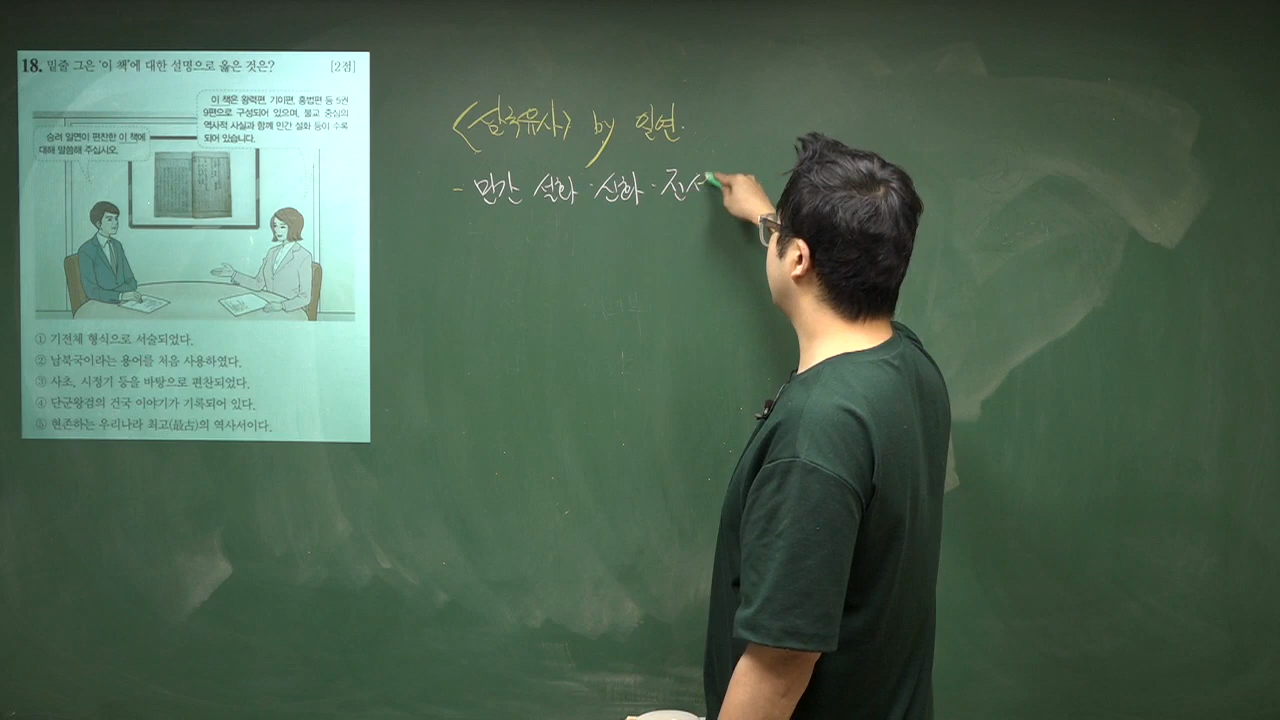 18. 밑줄 그은 '이 책'에 대한 설명으로 옳은 것은? [2점]
이 책은 왕력편, 기이편, 흥법편 등 5권
9편으로 구성되어 있으며, 불교 중심의
역사적 사실과 함께 민간 설화 등이 수록
되어 있습니다.
승려 일연이 편찬한 이 책에
대해 말씀해 주십시오.
① 기전체 형식으로 서술되었다.
② 남북국이라는 용어를 처음 사용하였다.
③ 사초, 시정기 등을 바탕으로 편찬되었다.
④ 단군왕검의 건국 이야기가 기록되어 있다.
⑤ 현존하는 우리나라 최고(最古)의 역사서이다.
<삼국유사> by 일연.
- 민간 설화·신화·전서